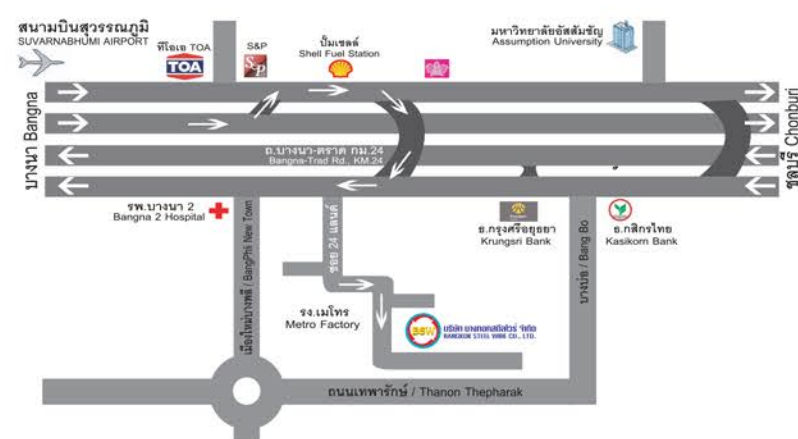 สนามบินสุวรรณภูมิ
SUVARNABHUMI AIRPORT
ทีโอเอ TOA
TOA
S&P
S&P
ปั๊มเชลล์
Shell Fuel Station
มหาวิทยาลัยอัสสัมชัญ
Assumption University
บางนา Bangna
ชลบุรี Chonburi
ถ.บางนา-ตราด กม.24
Bangna-Trad Rd., KM.24
รพ.บางนา 2
Bangna 2 Hospital
เมืองใหม่บางพลี / BangPhli New Town
ซอย 24 แลนด์
ธ.กรุงศรีอยุธยา
Krungsri Bank
บางบ่อ / Bang Bo
ธ.กสิกรไทย
Kasikorn Bank
รง.เมโทร
Metro Factory
BSW
บริษัท บางกอกสตีลไวร์ จำกัด
BANGKOK STEEL WIRE CO., LTD.
ถนนเทพารักษ์ / Thanon Thepharak